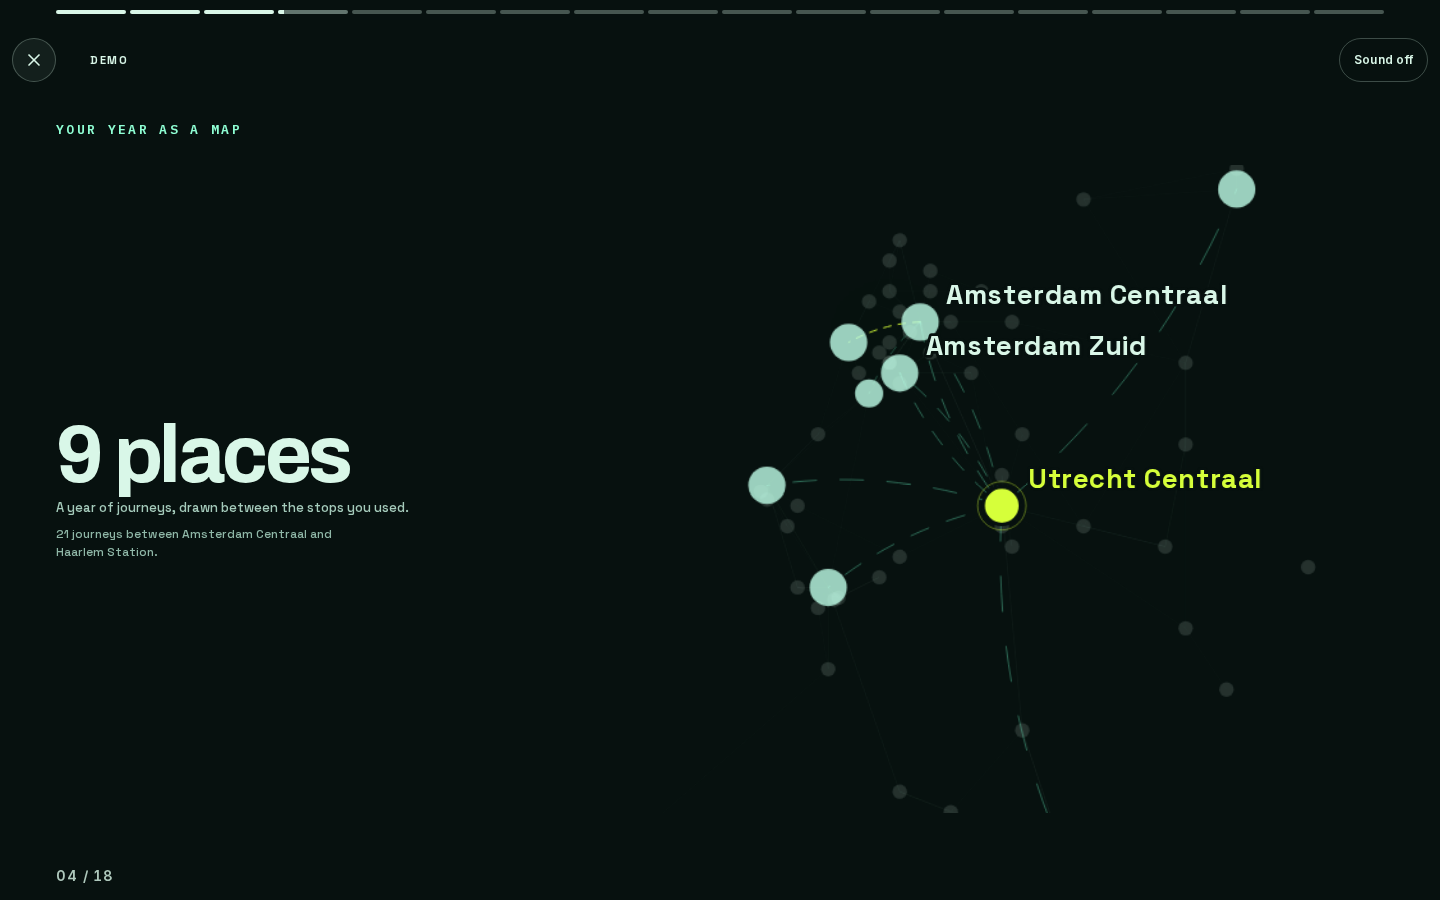 DEMO
Sound off
YOUR YEAR AS A MAP
Amsterdam Centraal
Amsterdam Zuid
Utrecht Centraal
9 places
A year of journeys, drawn between the stops you used.
21 journeys between Amsterdam Centraal and
Haarlem Station.
04 / 18